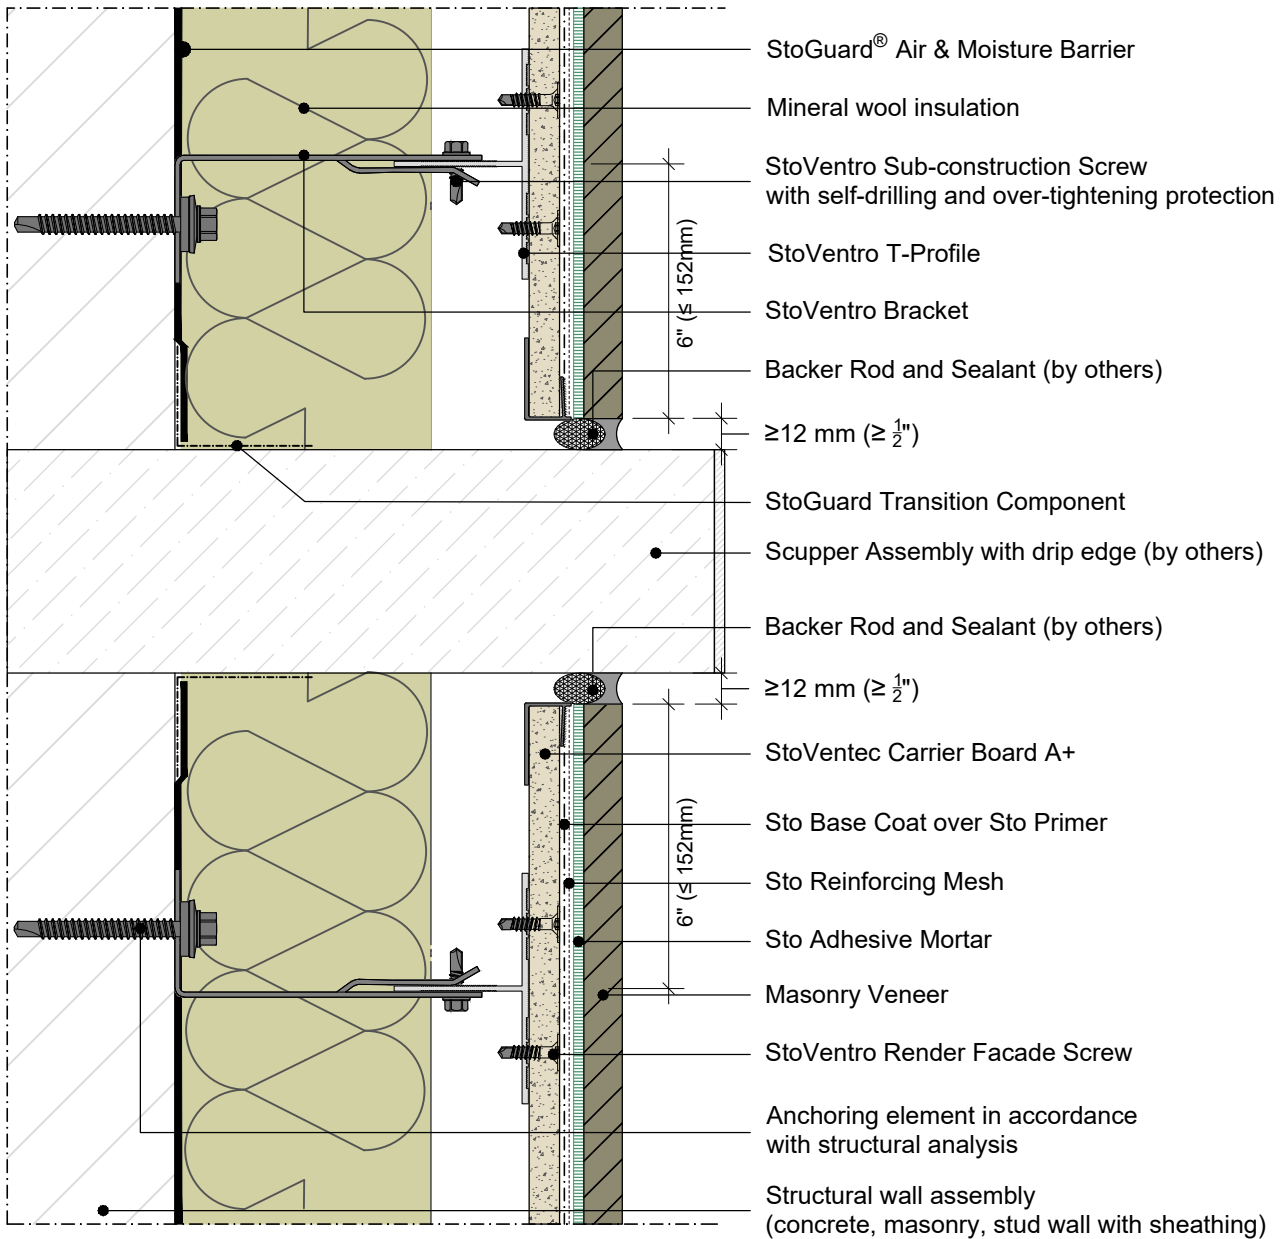 StoGuard® Air & Moisture Barrier
Mineral wool insulation
StoVentro Sub-construction Screw
with self-drilling and over-tightening protection
StoVentro T-Profile
6" (≤ 152mm)
StoVentro Bracket
Backer Rod and Sealant (by others)
≥12 mm (≥ 1/2")
StoGuard Transition Component
Scupper Assembly with drip edge (by others)
Backer Rod and Sealant (by others)
≥12 mm (≥ 1/2")
StoVentec Carrier Board A+
6" (≤ 152mm)
Sto Base Coat over Sto Primer
Sto Reinforcing Mesh
Sto Adhesive Mortar
Masonry Veneer
StoVentro Render Facade Screw
Anchoring element in accordance
with structural analysis
Structural wall assembly
(concrete, masonry, stud wall with sheathing)